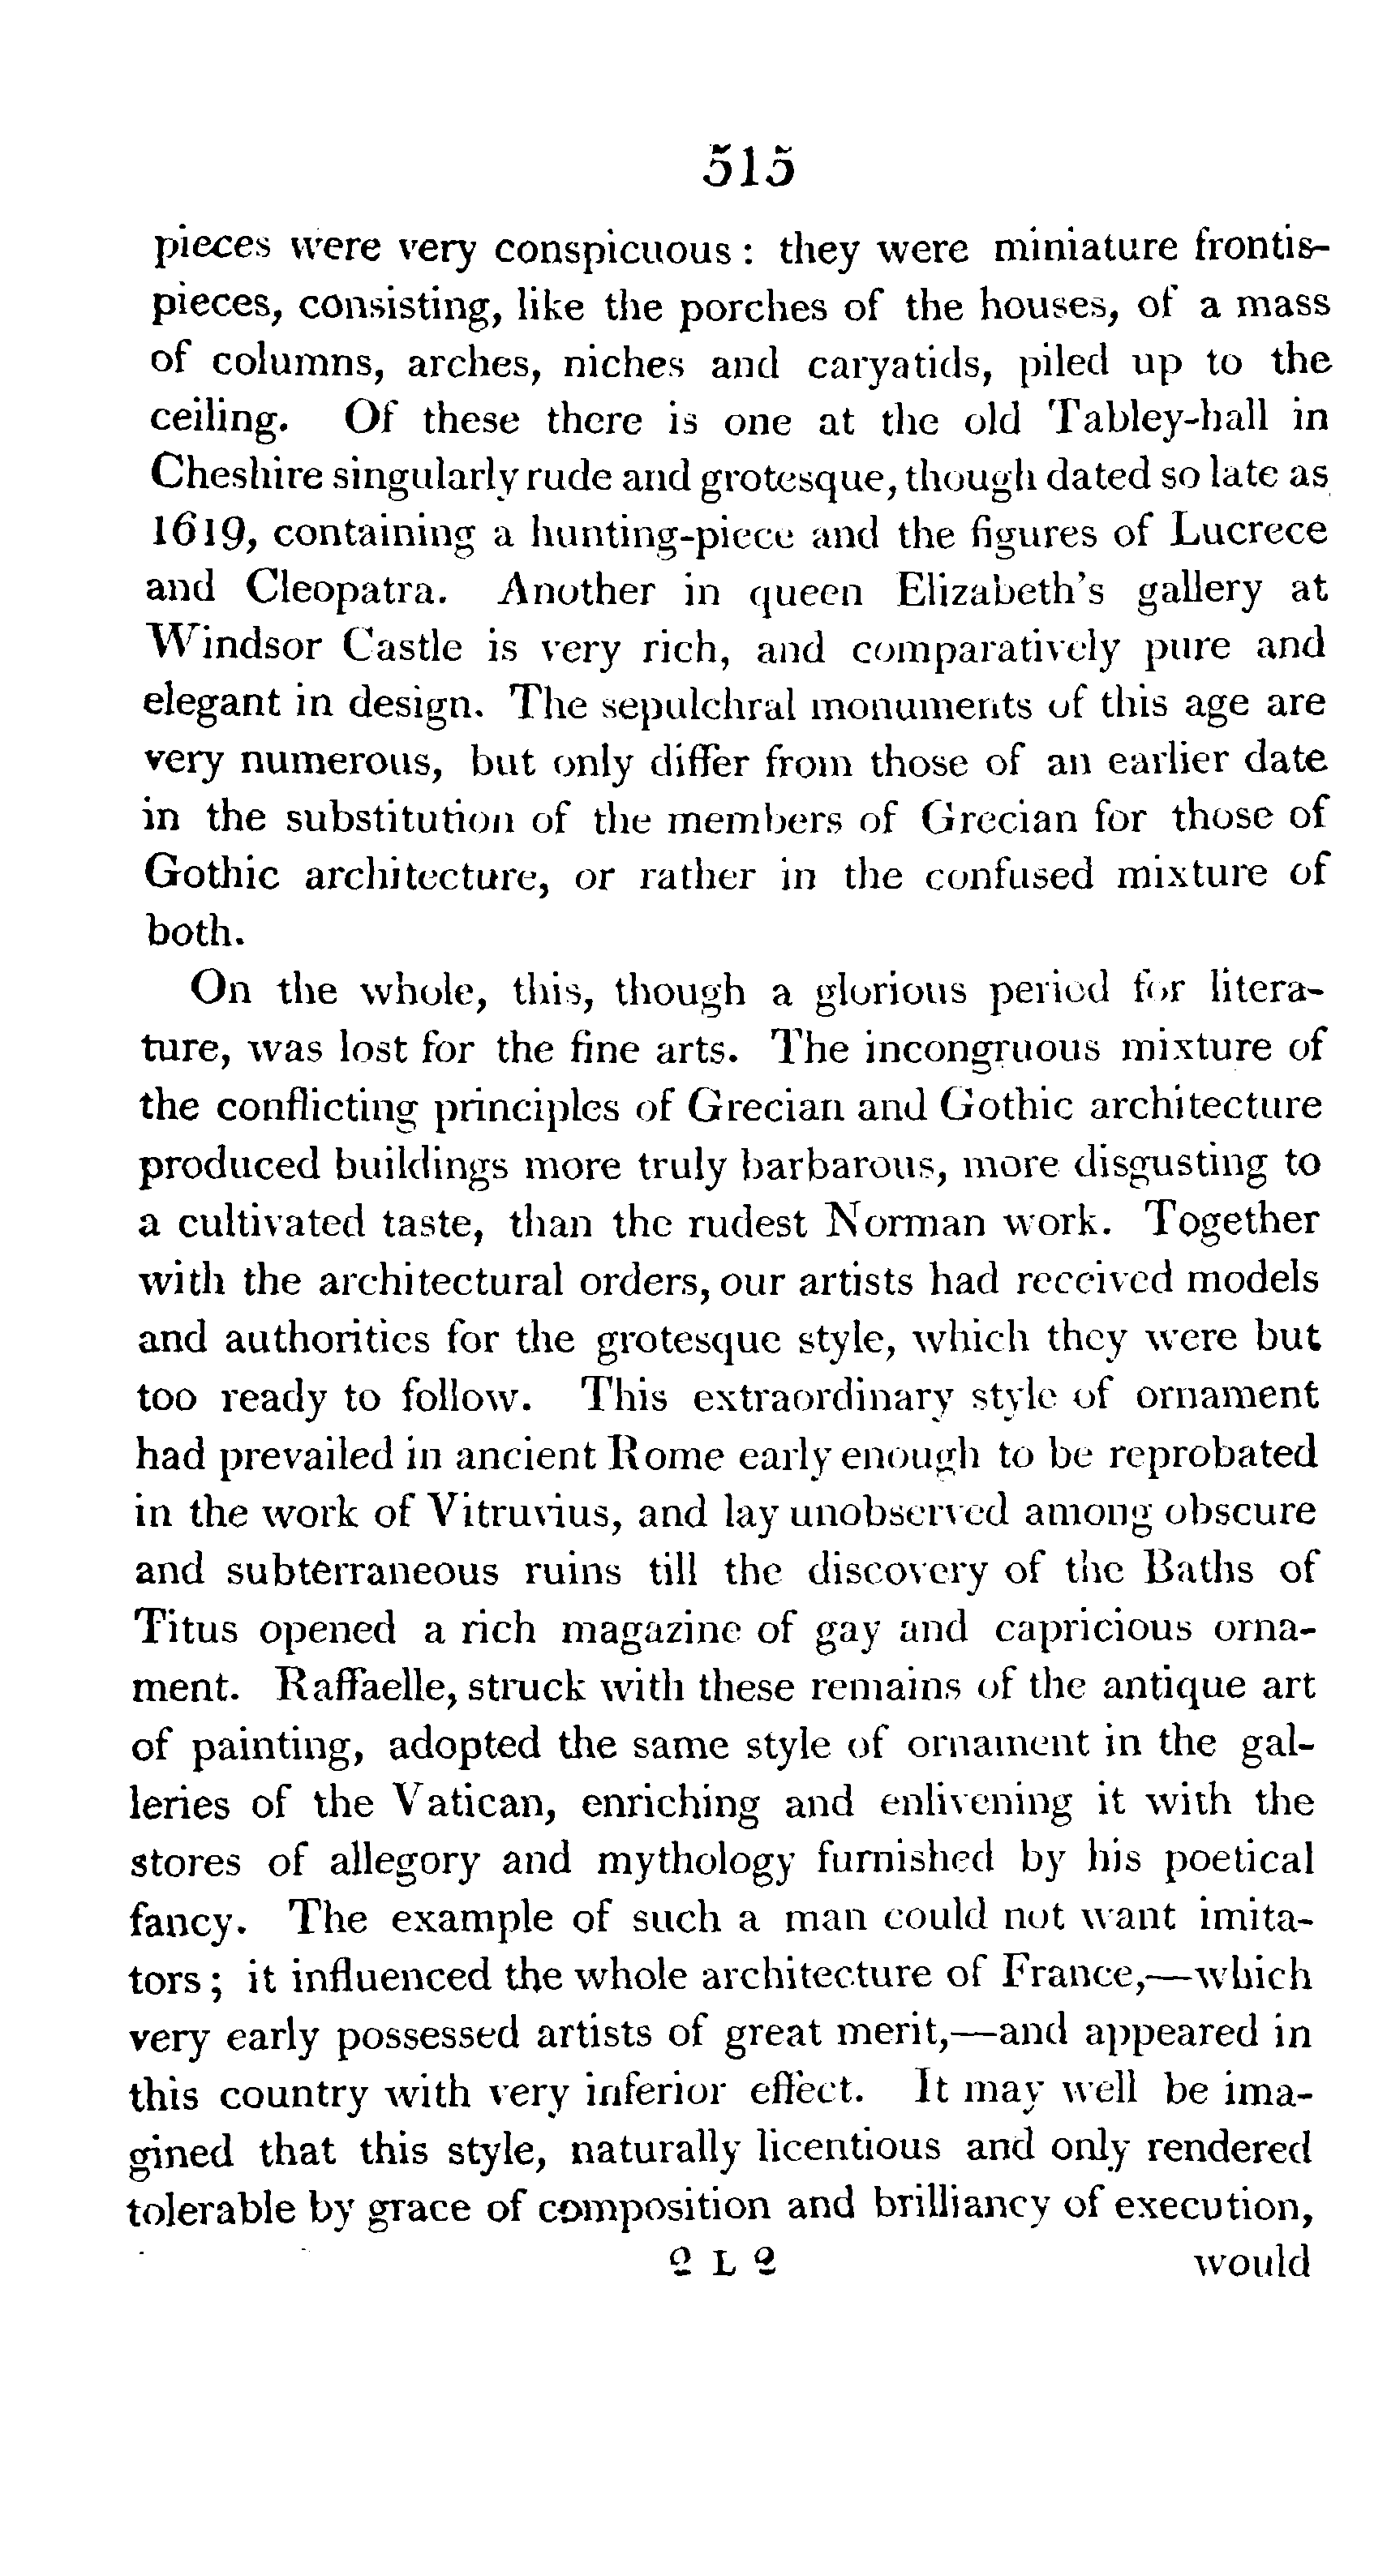 515
pieces were very conspicuous: they were miniature frontis-
pieces, consisting, like the porches of the houses, of a mass
of columns, arches, niches and caryatids, piled up to the
ceiling. Of these there is one at the old Tabley-hall in
Cheshire singularly rude and grotesque, though dated so late as
1619, containing a hunting-piece and the figures of Lucrece
and Cleopatra. Another in queen Elizabeth's gallery at
Windsor Castle is very rich, and comparatively pure and
elegant in design. The sepulchral monuments of this age are
very numerous, but only differ from those of an earlier date
in the substitution of the members of Grecian for those of
Gothic architecture, or rather in the confused mixture of
both.
On the whole, this, though a glorious period for litera-
ture, was lost for the fine arts. The incongruous mixture of
the conflicting principles of Grecian and Gothic architecture
produced buildings more truly barbarous, more disgusting to
a cultivated taste, than the rudest Norman work. Together
with the architectural orders, our artists had received models
and authorities for the grotesque style, which they were but
too ready to follow. This extraordinary style of ornament
had prevailed in ancient Rome early enough to be reprobated
in the work of Vitruvius, and lay unobserved among obscure
and subterraneous ruins till the discovery of the Baths of
Titus opened a rich magazine of gay and capricious orna-
ment. Raffaelle, struck with these remains of the antique art
of painting, adopted the same style of ornament in the gal-
leries of the Vatican, enriching and enlivening it with the
stores of allegory and mythology furnished by his poetical
fancy. The example of such a man could not want imita-
tors; it influenced the whole architecture of France,—which
very early possessed artists of great merit,—and appeared in
this country with very inferior effect. It may well be ima-
gined that this style, naturally licentious and only rendered
tolerable by grace of composition and brilliancy of execution,
2 L 2 would